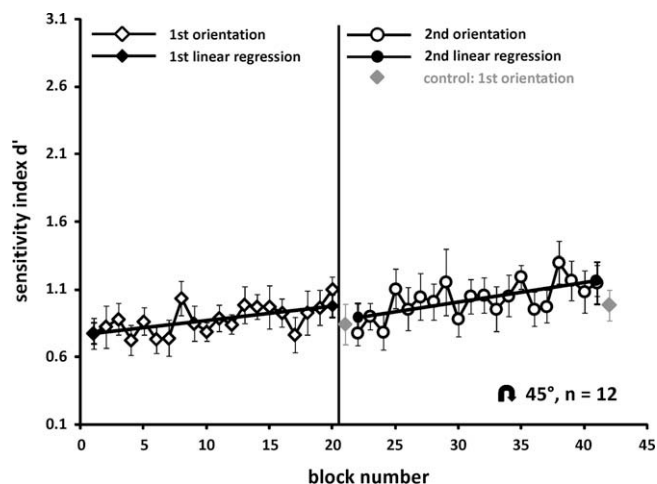 3.1
1st orientation
2nd orientation
1st linear regression
2nd linear regression
control: 1st orientation
2.6
2.1
1.6
1.1
0.6
0.1
sensitivity index d'
45°, n = 12
0 5 10 15 20 25 30 35 40 45
block number